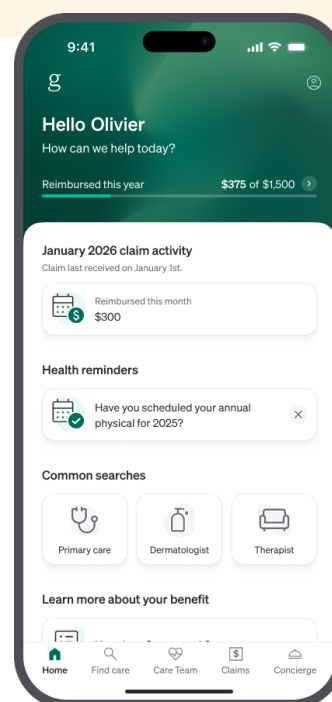 9:41
g
Hello Olivier
How can we help today?
Reimbursed this year $375 of $1,500
January 2026 claim activity
Claim last received on January 1st.
Reimbursed this month
$300
Health reminders
Have you scheduled your annual
physical for 2025?
Common searches
Primary care Dermatologist Therapist
Learn more about your benefit
Home Find care Care Team Claims Concierge